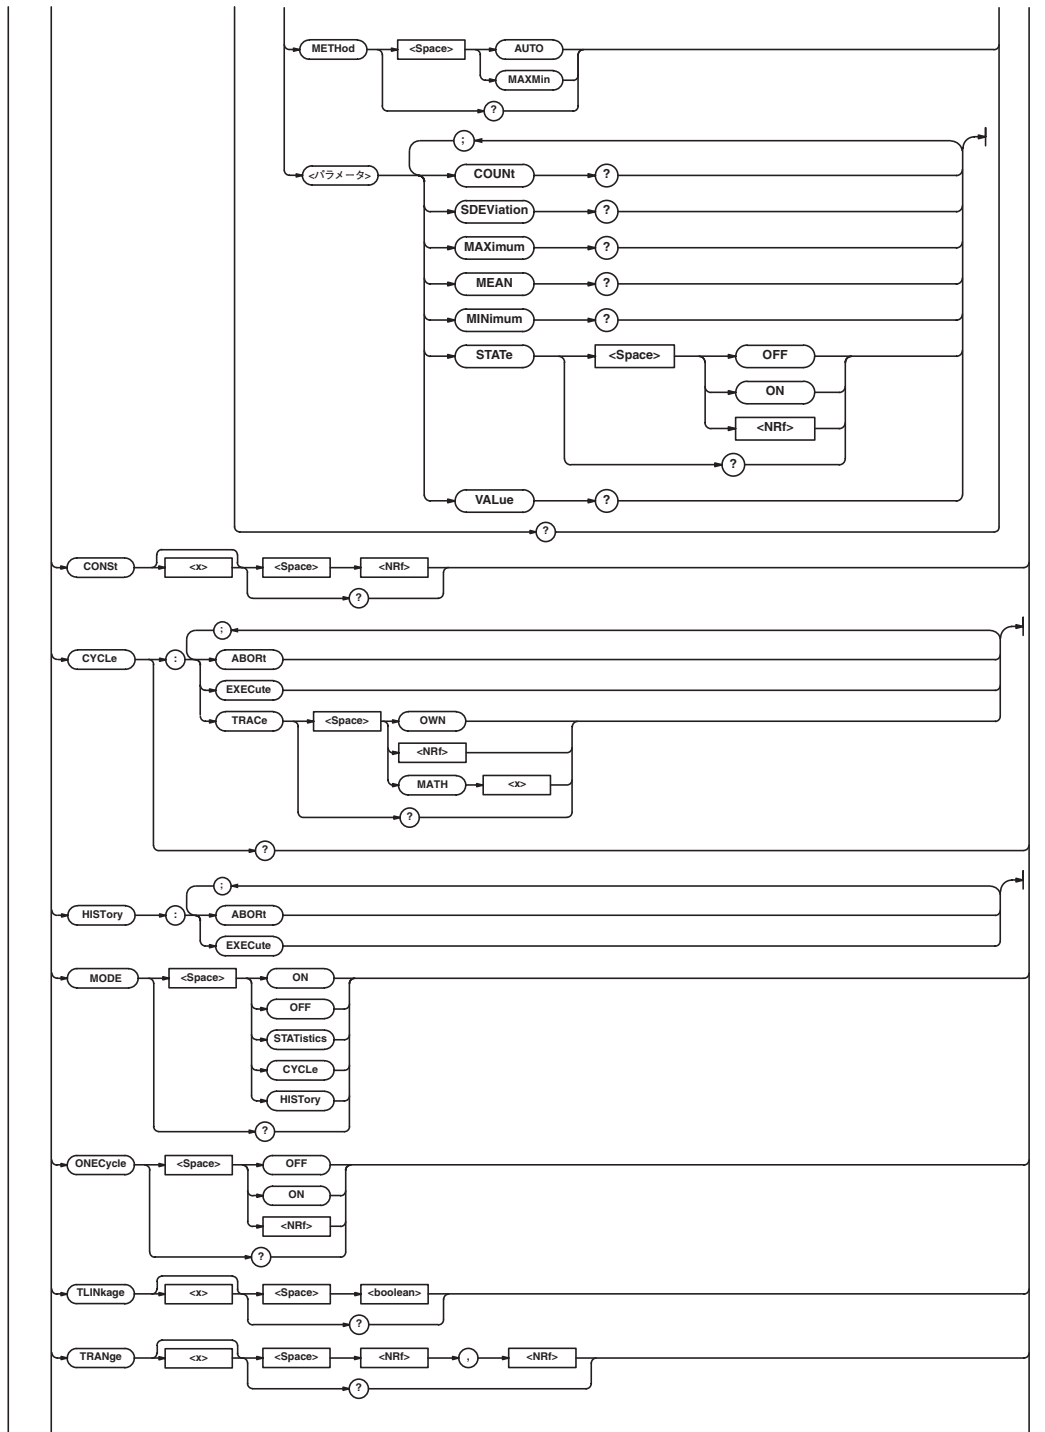 METHod <Space> AUTO
MAXMin
?
;
<パラメータ> COUNt ?
SDEViation ?
MAXimum ?
MEAN ?
MINimum ?
STATe <Space> OFF
ON
<NRf>
?
VALue ?
?
CONSt <x> <Space> <NRf>
?
;
CYCLe : ABORt
EXECute
TRACe <Space> OWN
<NRf>
MATH <x>
?
?
;
HISTory : ABORt
EXECute
MODE <Space> ON
OFF
STATistics
CYCLe
HISTory
?
ONECycle <Space> OFF
ON
<NRf>
?
TLINkage <x> <Space> <boolean>
?
TRANge <x> <Space> <NRf> , <NRf>
?